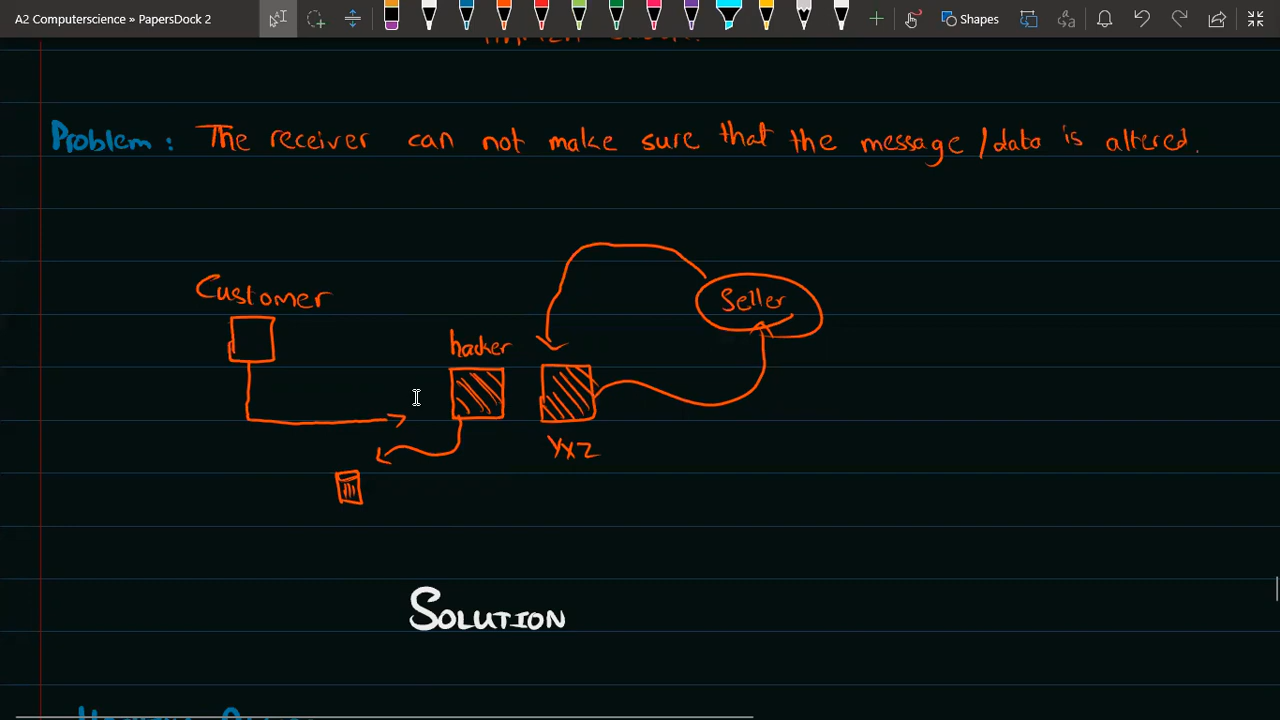 A2 Computerscience » PapersDock 2
Shapes
Problem: The receiver can not make sure that the message/data is altered.
Customer
Seller
hacker
YXZ
SOLUTION